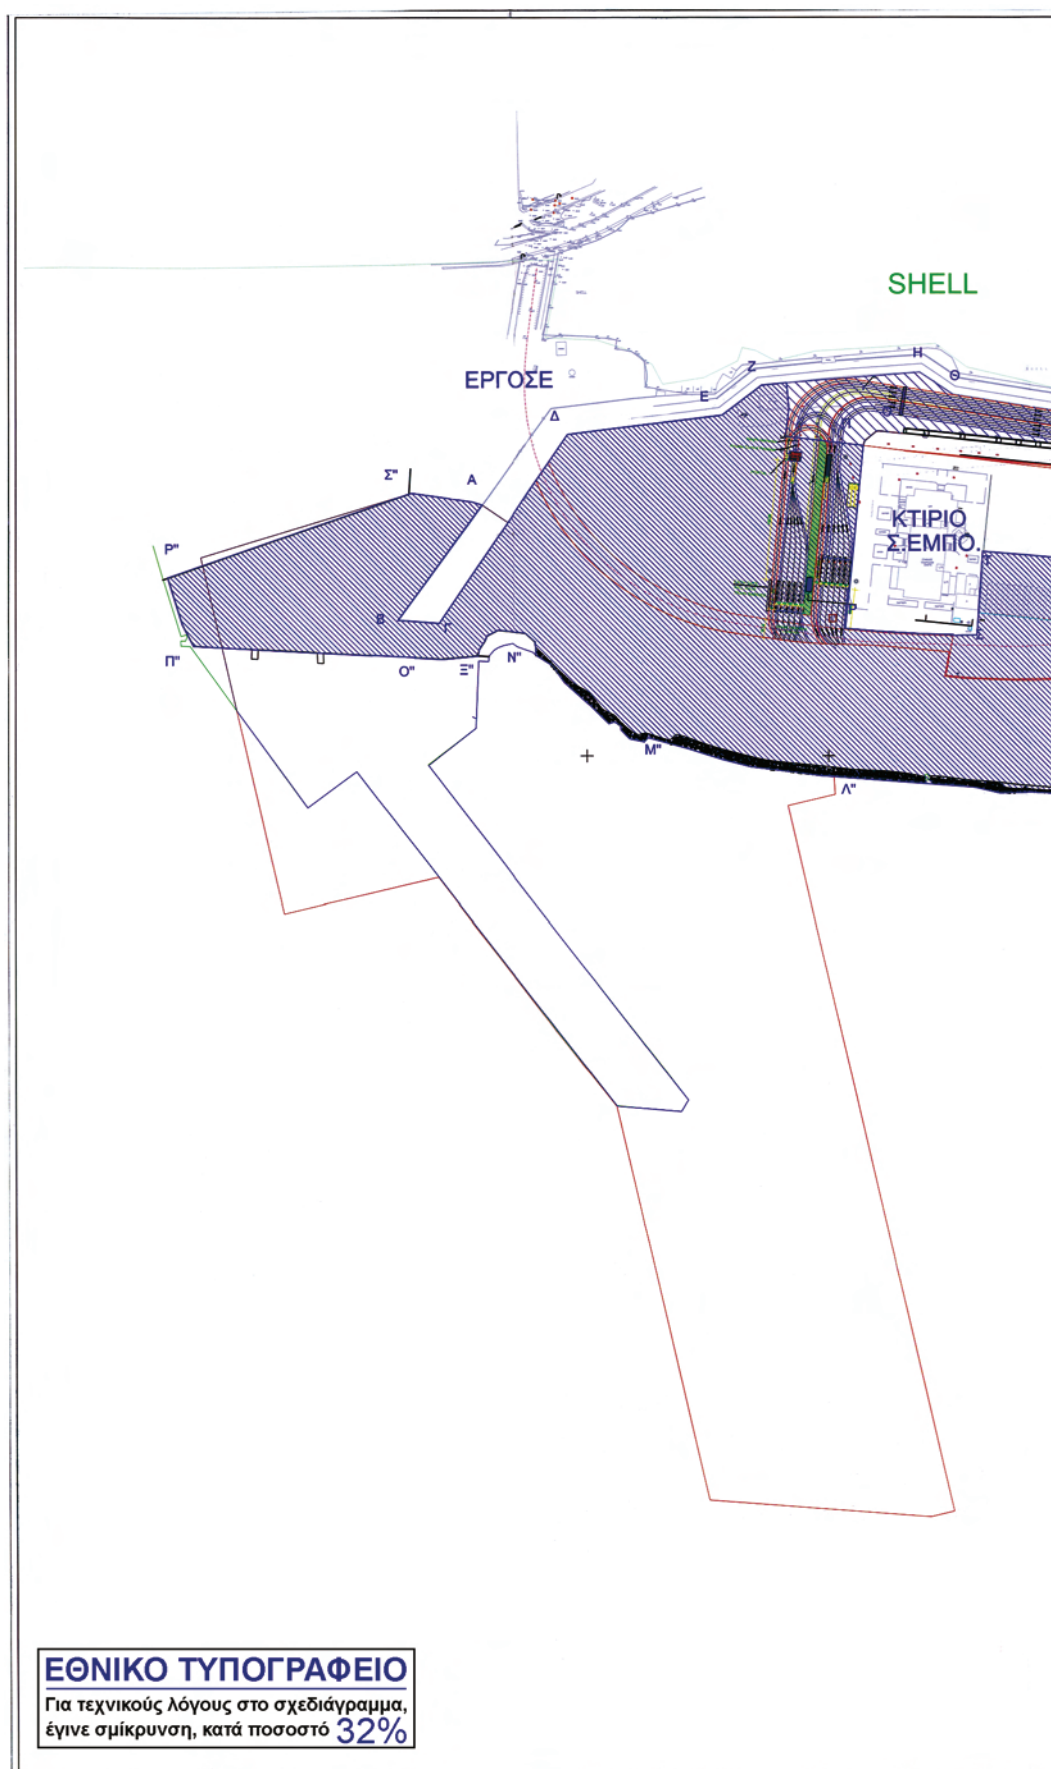 SHELL
H
Z
Θ
ΕΡΓΟΣΕ
E
Δ
Σ"
A
ΚΤΙΡΙΟ
Σ.ΕΜΠΟ.
Ρ"
B
Γ
Π"
Ο"
Ξ"
Ν"
Μ"
Λ"
ΕΘΝΙΚΟ ΤΥΠΟΓΡΑΦΕΙΟ
Για τεχνικούς λόγους στο σχεδιάγραμμα,
έγινε σμίκρυνση, κατά ποσοστό 32%